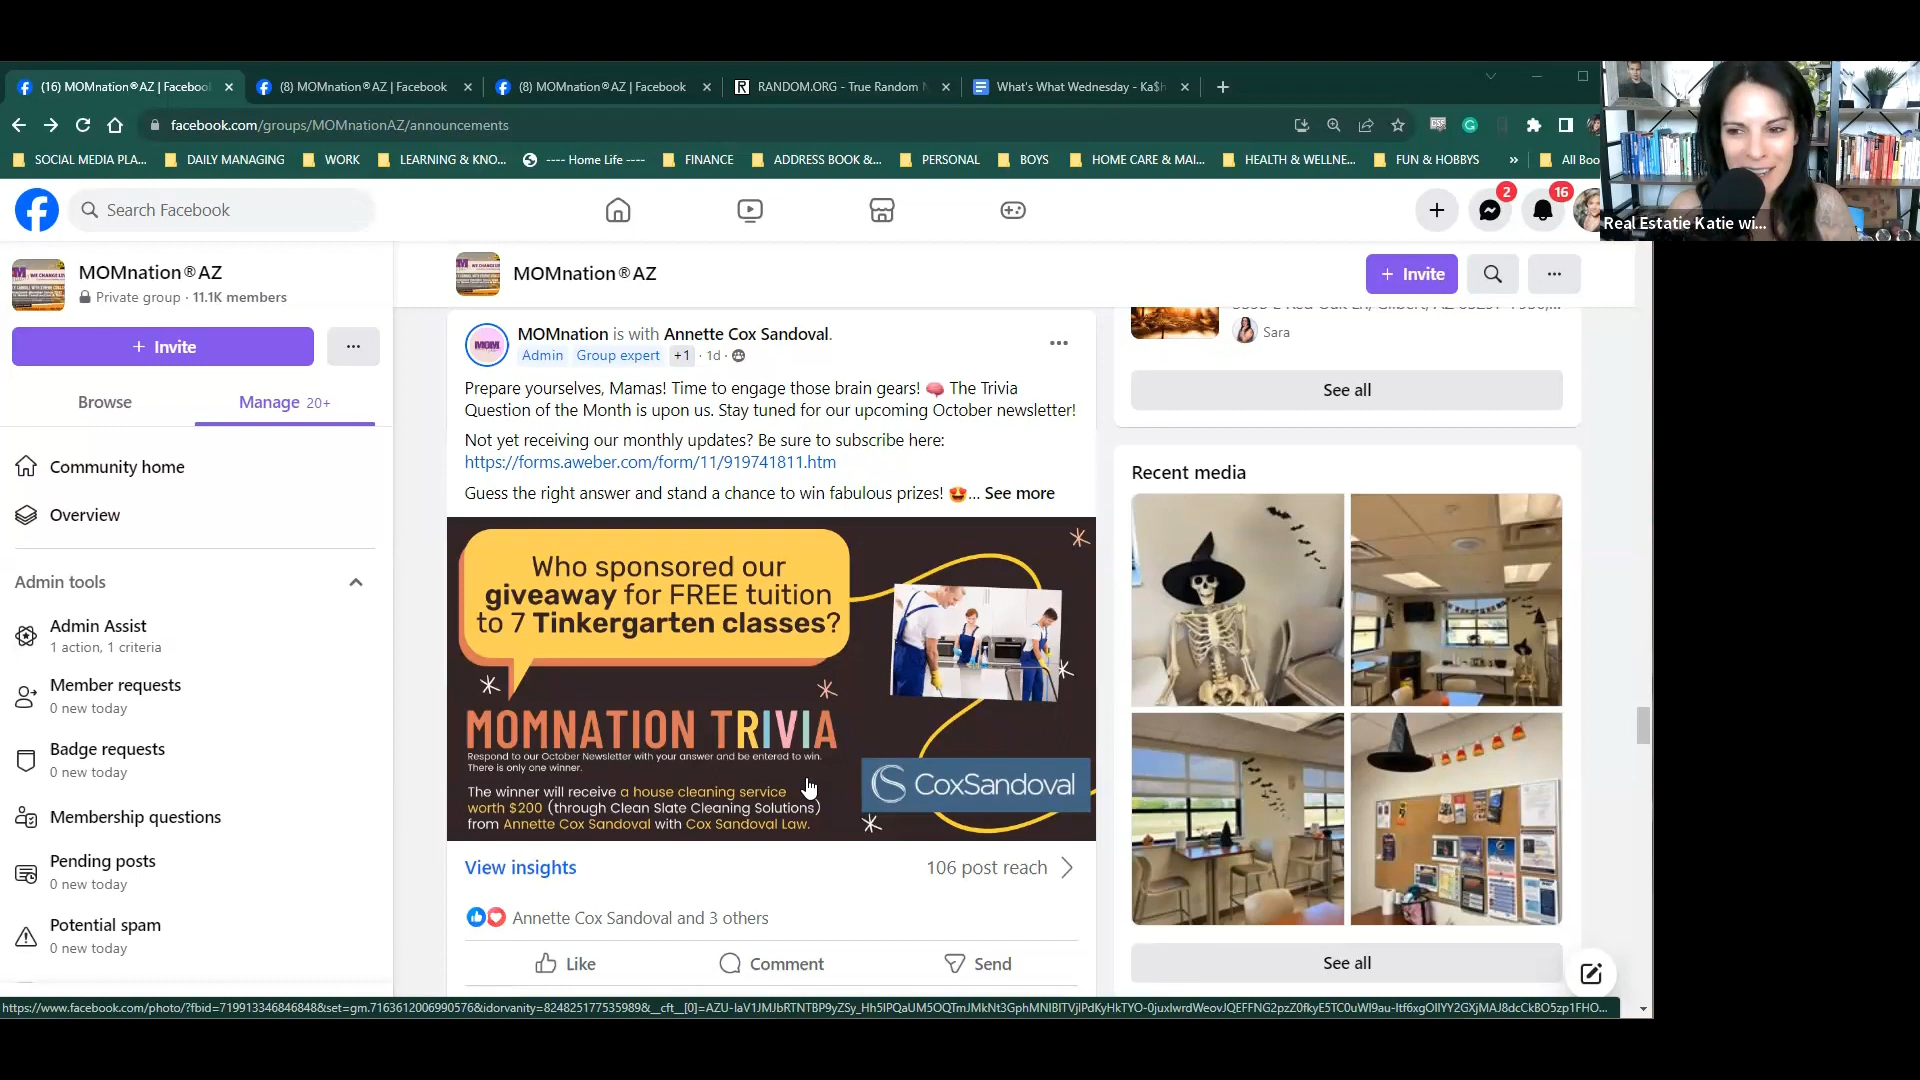 (16) MOMnation®AZ | Faceboo
(8) MOMnation®AZ | Facebook
(8) MOMnation®AZ | Facebook
RANDOM.ORG - True Random
What's What Wednesday - Ka$h
facebook.com/groups/MOMnationAZ/announcements
SOCIAL MEDIA PLA...
DAILY MANAGING
WORK
LEARNING & KNO...
---- Home Life ----
FINANCE
ADDRESS BOOK &...
PERSONAL
BOYS
HOME CARE & MAI...
HEALTH & WELLNE...
FUN & HOBBYS
»
All Boo
Search Facebook
2
16
Real Estatie Katie wi...
MOMnation®AZ
Private group · 11.1K members
+ Invite
Browse
Manage 20+
Community home
Overview
Admin tools
Admin Assist
1 action, 1 criteria
Member requests
0 new today
Badge requests
0 new today
Membership questions
Pending posts
0 new today
Potential spam
0 new today
MOMnation®AZ
+ Invite
MOMnation is with Annette Cox Sandoval.
Admin Group expert +1 · 1d ·
Prepare yourselves, Mamas! Time to engage those brain gears! 🧠 The Trivia
Question of the Month is upon us. Stay tuned for our upcoming October newsletter!
Not yet receiving our monthly updates? Be sure to subscribe here:
https://forms.aweber.com/form/11/919741811.htm
Guess the right answer and stand a chance to win fabulous prizes! 🤩... See more
Who sponsored our
giveaway for FREE tuition
to 7 Tinkergarten classes?
MOMNATION TRIVIA
Respond to our October Newsletter with your answer and be entered to win.
There is only one winner.
The winner will receive a house cleaning service
worth $200 (through Clean Slate Cleaning Solutions)
from Annette Cox Sandoval with Cox Sandoval Law.
CoxSandoval
View insights
106 post reach
Annette Cox Sandoval and 3 others
Like
Comment
Send
Sara
See all
Recent media
See all